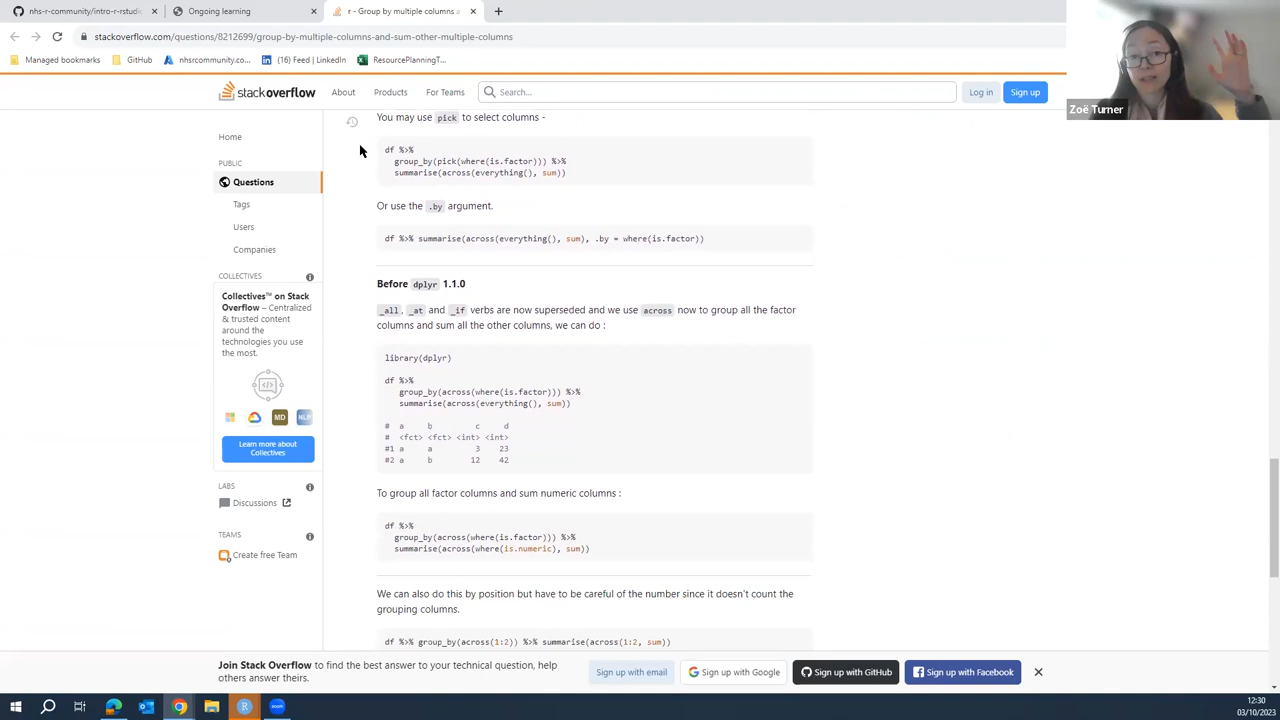 nhs-r-community/intro-r-rstudi
Ongoing learning
r - Group by multiple columns a
stackoverflow.com/questions/8212699/group-by-multiple-columns-and-sum-other-multiple-columns
Managed bookmarks
GitHub
nhsrcommunity.co...
(16) Feed | LinkedIn
ResourcePlanningT...
Zoë Turner
stackoverflow
About
Products
For Teams
Search...
Log in
Sign up
Home
PUBLIC
Questions
Tags
Users
Companies
COLLECTIVES
Collectives™ on Stack
Overflow – Centralized
& trusted content
around the
technologies you use
the most.
MD
NLP
Learn more about
Collectives
LABS
Discussions
TEAMS
Create free Team
You may use pick to select columns -
df %>%
group_by(pick(where(is.factor))) %>%
summarise(across(everything(), sum))
Or use the .by argument.
df %>% summarise(across(everything(), sum), .by = where(is.factor))
Before dplyr 1.1.0
_all, _at and _if verbs are now superseded and we use across now to group all the factor
columns and sum all the other columns, we can do :
library(dplyr)
df %>%
group_by(across(where(is.factor))) %>%
summarise(across(everything(), sum))
# a b c d
# <fct> <fct> <int> <int>
#1 a a 3 23
#2 a b 12 42
To group all factor columns and sum numeric columns :
df %>%
group_by(across(where(is.factor))) %>%
summarise(across(where(is.numeric), sum))
We can also do this by position but have to be careful of the number since it doesn't count the
grouping columns.
df %>% group_by(across(1:2)) %>% summarise(across(1:2, sum))
Join Stack Overflow to find the best answer to your technical question, help
others answer theirs.
Sign up with email
Sign up with Google
Sign up with GitHub
Sign up with Facebook
12:30
03/10/2023